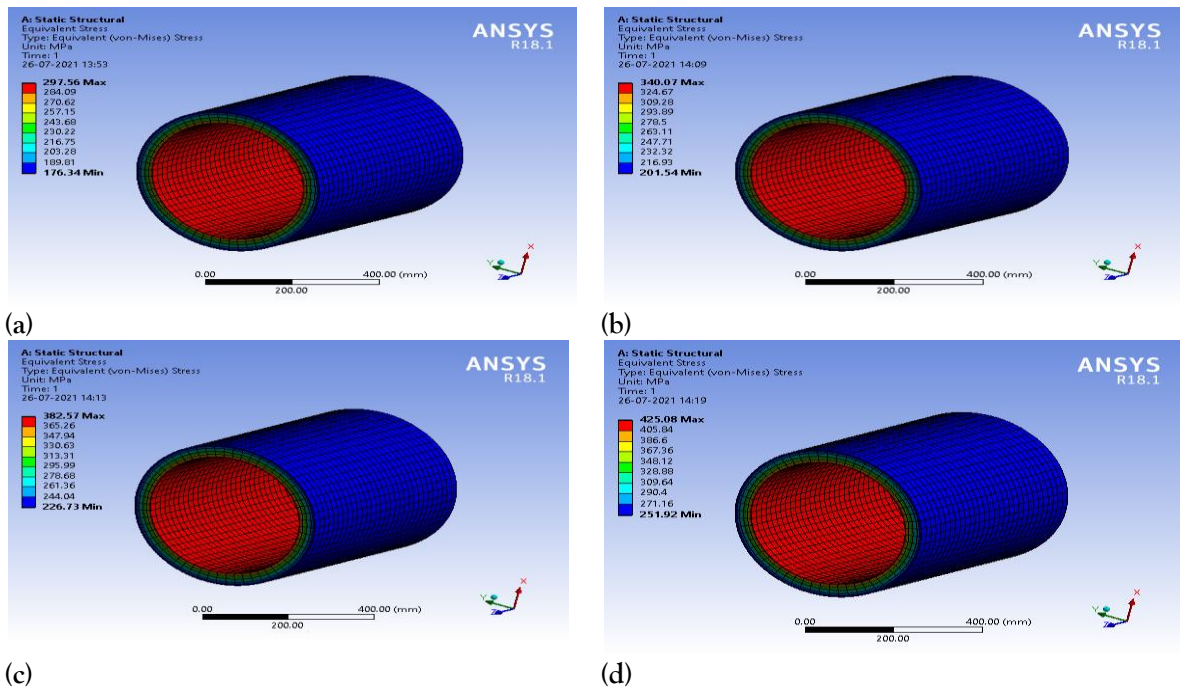 A: Static Structural
Equivalent Stress
Type: Equivalent (von-Mises) Stress
Unit: MPa
Time: 1
26-07-2021 13:53
297.56 Max
284.09
270.62
257.15
243.68
230.22
216.75
203.28
189.81
176.34 Min
ANSYS
R18.1
0.00
400.00 (mm)
200.00
X
Y
Z
(a)
A: Static Structural
Equivalent Stress
Type: Equivalent (von-Mises) Stress
Unit: MPa
Time: 1
26-07-2021 14:09
340.07 Max
324.67
309.28
293.89
278.5
263.11
247.71
232.32
216.93
201.54 Min
ANSYS
R18.1
0.00
400.00 (mm)
200.00
X
Y
Z
(b)
A: Static Structural
Equivalent Stress
Type: Equivalent (von-Mises) Stress
Unit: MPa
Time: 1
26-07-2021 14:13
382.57 Max
365.26
347.94
330.63
313.31
295.99
278.68
261.36
244.04
226.73 Min
ANSYS
R18.1
0.00
400.00 (mm)
200.00
X
Y
Z
(c)
A: Static Structural
Equivalent Stress
Type: Equivalent (von-Mises) Stress
Unit: MPa
Time: 1
26-07-2021 14:19
425.08 Max
405.84
386.6
367.36
348.12
328.88
309.64
290.4
271.16
251.92 Min
ANSYS
R18.1
0.00
400.00 (mm)
200.00
X
Y
Z
(d)